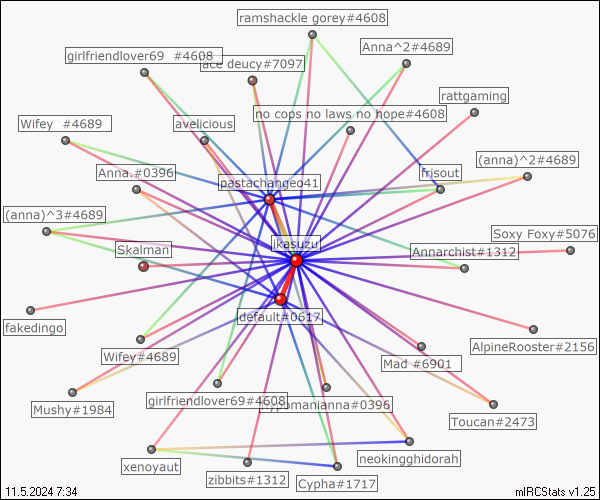 ramshackle gorey#4608
Anna^2#4689
girlfriendlover69 #4608
ace deucy#7097
rattgaming
no cops no laws no hope#4608
Wifey #4689
avelicious
(anna)^2#4689
Anna.#0396
frisout
pastachangeo41
(anna)^3#4689
Soxy Foxy#5076
jkasuzu
Skalman
Annarchist#1312
default#0617
fakedingo
AlpineRooster#2156
Wifey#4689
Mad #6901
girlfriendlover69#4608
hypomanianna#0396
Mushy#1984
Toucan#2473
neokingghidorah
xenoyaut
zibbits#1312
Cypha#1717
11.5.2024 7:34
mIRCStats v1.25